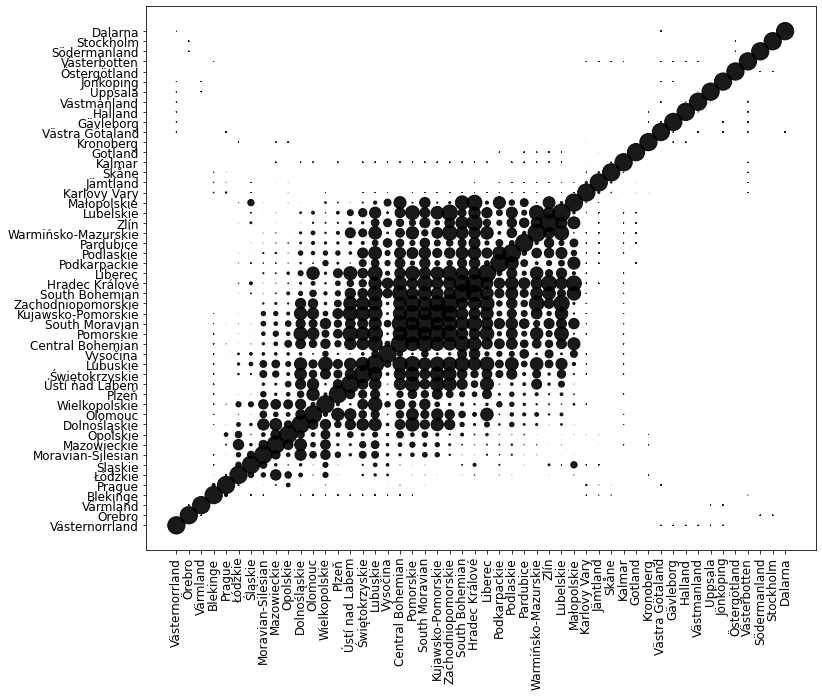 Dalarna
Stockholm
Södermanland
Västerbotten
Östergötland
Jönköping
Uppsala
Västmanland
Halland
Gävleborg
Västra Götaland
Kronoberg
Gotland
Kalmar
Skåne
Jämtland
Karlovy Vary
Małopolskie
Lubelskie
Zlín
Warmińsko-Mazurskie
Pardubice
Podlaskie
Podkarpackie
Liberec
Hradec Králové
South Bohemian
Zachodniopomorskie
Kujawsko-Pomorskie
South Moravian
Pomorskie
Central Bohemian
Vysočina
Lubuskie
Świętokrzyskie
Ústí nad Labem
Plzeň
Wielkopolskie
Olomouc
Dolnośląskie
Opolskie
Mazowieckie
Moravian-Silesian
Śląskie
Łódzkie
Prague
Blekinge
Värmland
Örebro
Västernorrland
Västernorrland
Örebro
Värmland
Blekinge
Prague
Łódzkie
Śląskie
Moravian-Silesian
Mazowieckie
Opolskie
Dolnośląskie
Olomouc
Wielkopolskie
Plzeň
Ústí nad Labem
Świętokrzyskie
Lubuskie
Vysočina
Central Bohemian
Pomorskie
South Moravian
Kujawsko-Pomorskie
Zachodniopomorskie
South Bohemian
Hradec Králové
Liberec
Podkarpackie
Podlaskie
Pardubice
Warmińsko-Mazurskie
Zlín
Lubelskie
Małopolskie
Karlovy Vary
Jämtland
Skåne
Kalmar
Gotland
Kronoberg
Västra Götaland
Gävleborg
Halland
Västmanland
Uppsala
Jönköping
Östergötland
Västerbotten
Södermanland
Stockholm
Dalarna